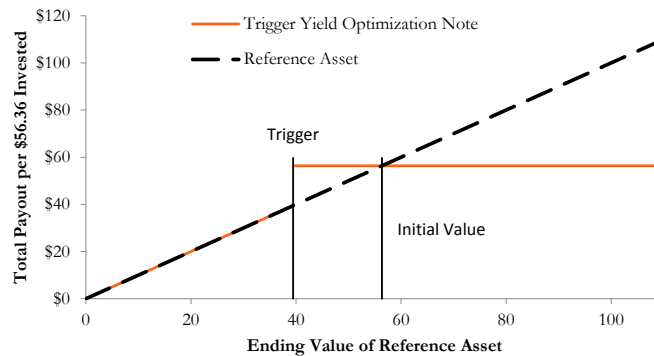 $120
Trigger Yield Optimization Note
$100
Reference Asset
$80
Trigger
$60
$40
Initial Value
$20
$0
0 20 40 60 80 100
Ending Value of Reference Asset
Total Payout per $56.36 Invested